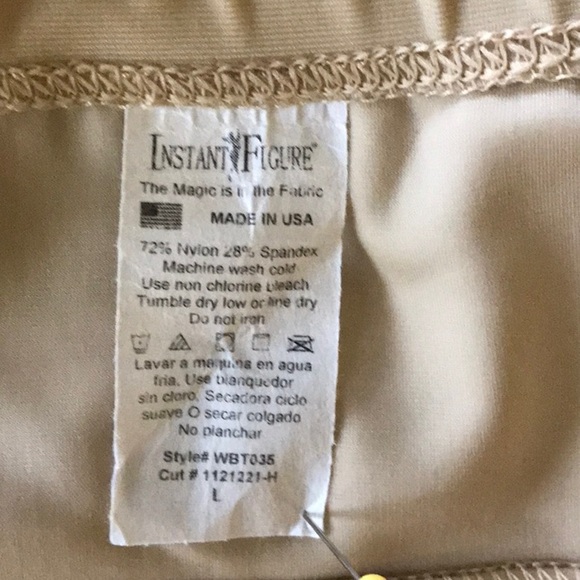 INSTANT FIGURE
The Magic is in the Fabric
MADE IN USA
72% Nylon 28% Spandex
Machine wash cold
Use non chlorine bleach
Tumble dry low or line dry
Do not iron
Lavar a maquina en agua
fria. Use blanquedor
sin cloro. Secadora ciclo
suave O secar colgado
No planchar
Style# WBT035
Cut # 1121221-H
L